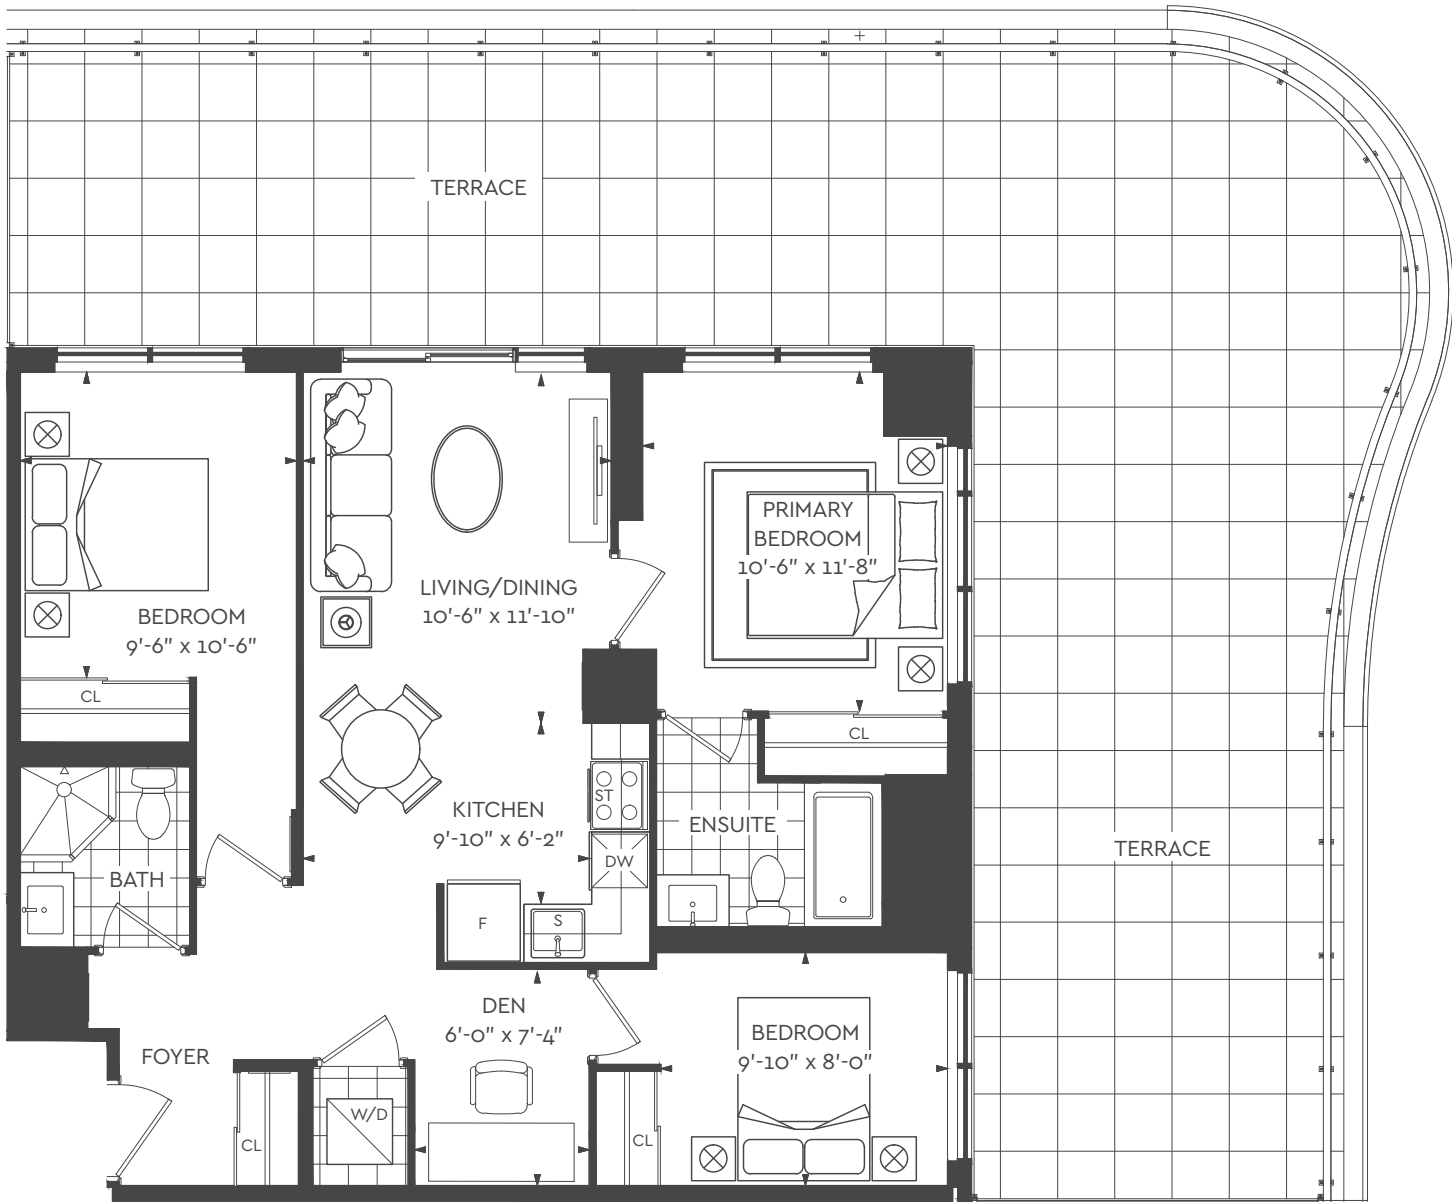 TERRACE
PRIMARY
BEDROOM
10'-6" x 11'-8"
LIVING/DINING
10'-6" x 11'-10"
BEDROOM
9'-6" x 10'-6"
CL
CL
KITCHEN
9'-10" x 6'-2"
ST
DW
ENSUITE
TERRACE
BATH
F
S
DEN
6'-0" x 7'-4"
BEDROOM
9'-10" x 8'-0"
FOYER
W/D
CL
CL